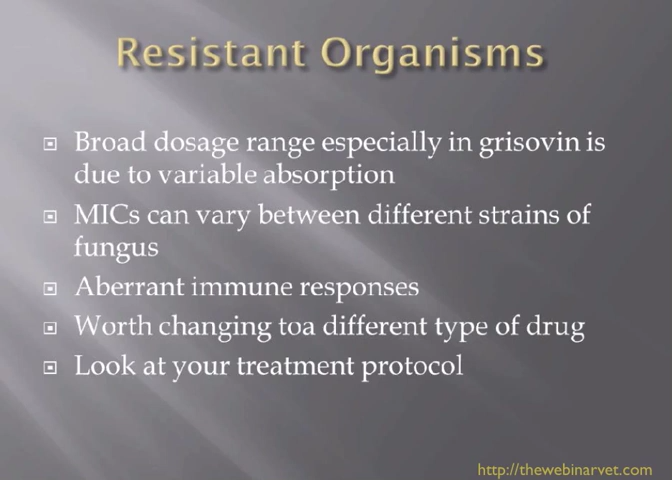 Resistant Organisms
Broad dosage range especially in grisovin is
due to variable absorption
MICs can vary between different strains of
fungus
Aberrant immune responses
Worth changing toa different type of drug
Look at your treatment protocol
http://thewebinarvet.com